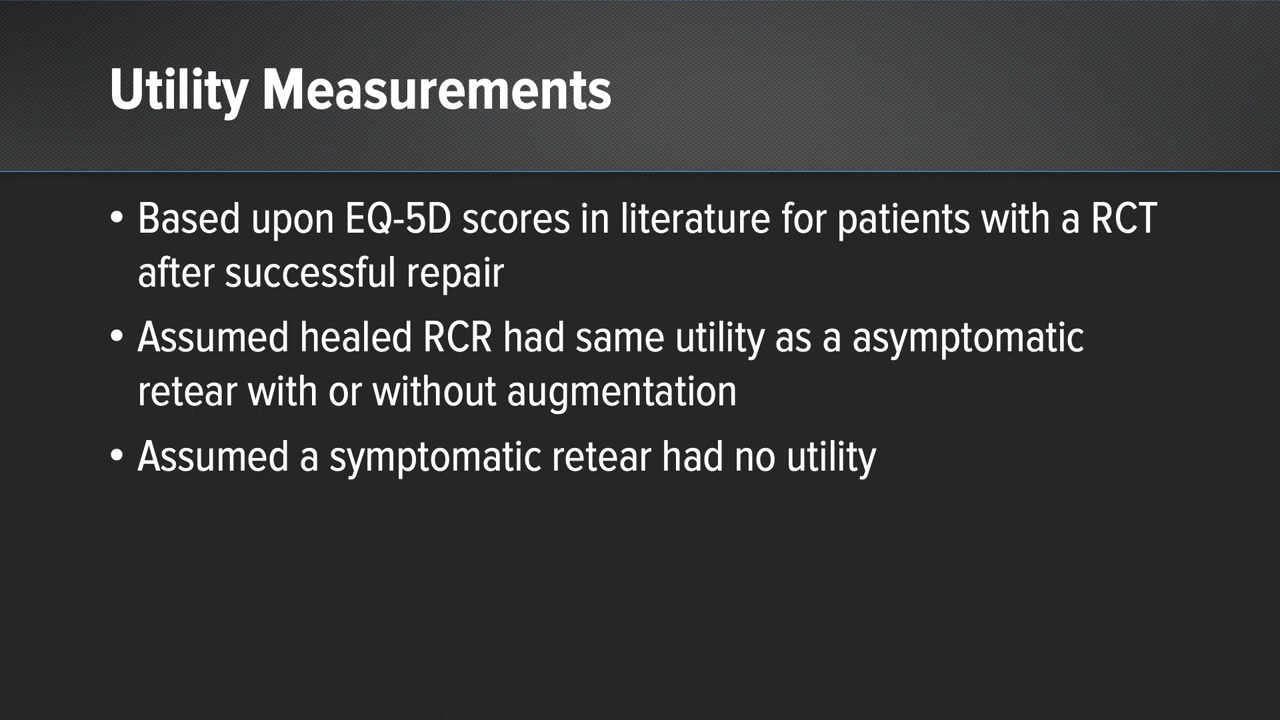 Utility Measurements
• Based upon EQ-5D scores in literature for patients with a RCT
after successful repair
• Assumed healed RCR had same utility as a asymptomatic
retear with or without augmentation
• Assumed a symptomatic retear had no utility